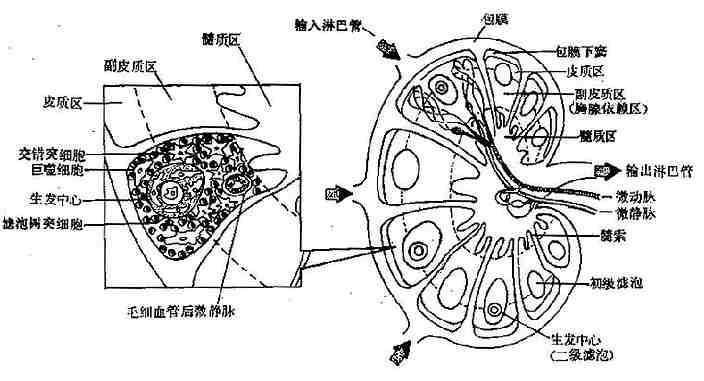 髓质区
副皮质区
皮质区
交错突细胞
巨噬细胞
生发中心
滤泡树突细胞
毛细血管后微静脉
输入淋巴管
包膜
包膜下窦
皮质区
副皮质区
(胸腺依赖区)
髓质区
输出淋巴管
微动脉
微静脉
髓索
初级滤泡
生发中心
(二级滤泡)